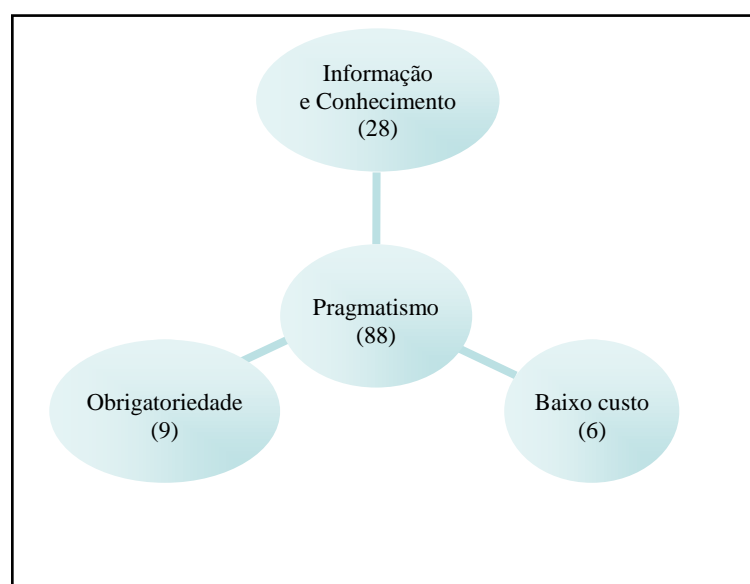 Informação
e Conhecimento
(28)
Pragmatismo
(88)
Obrigatoriedade
(9)
Baixo custo
(6)